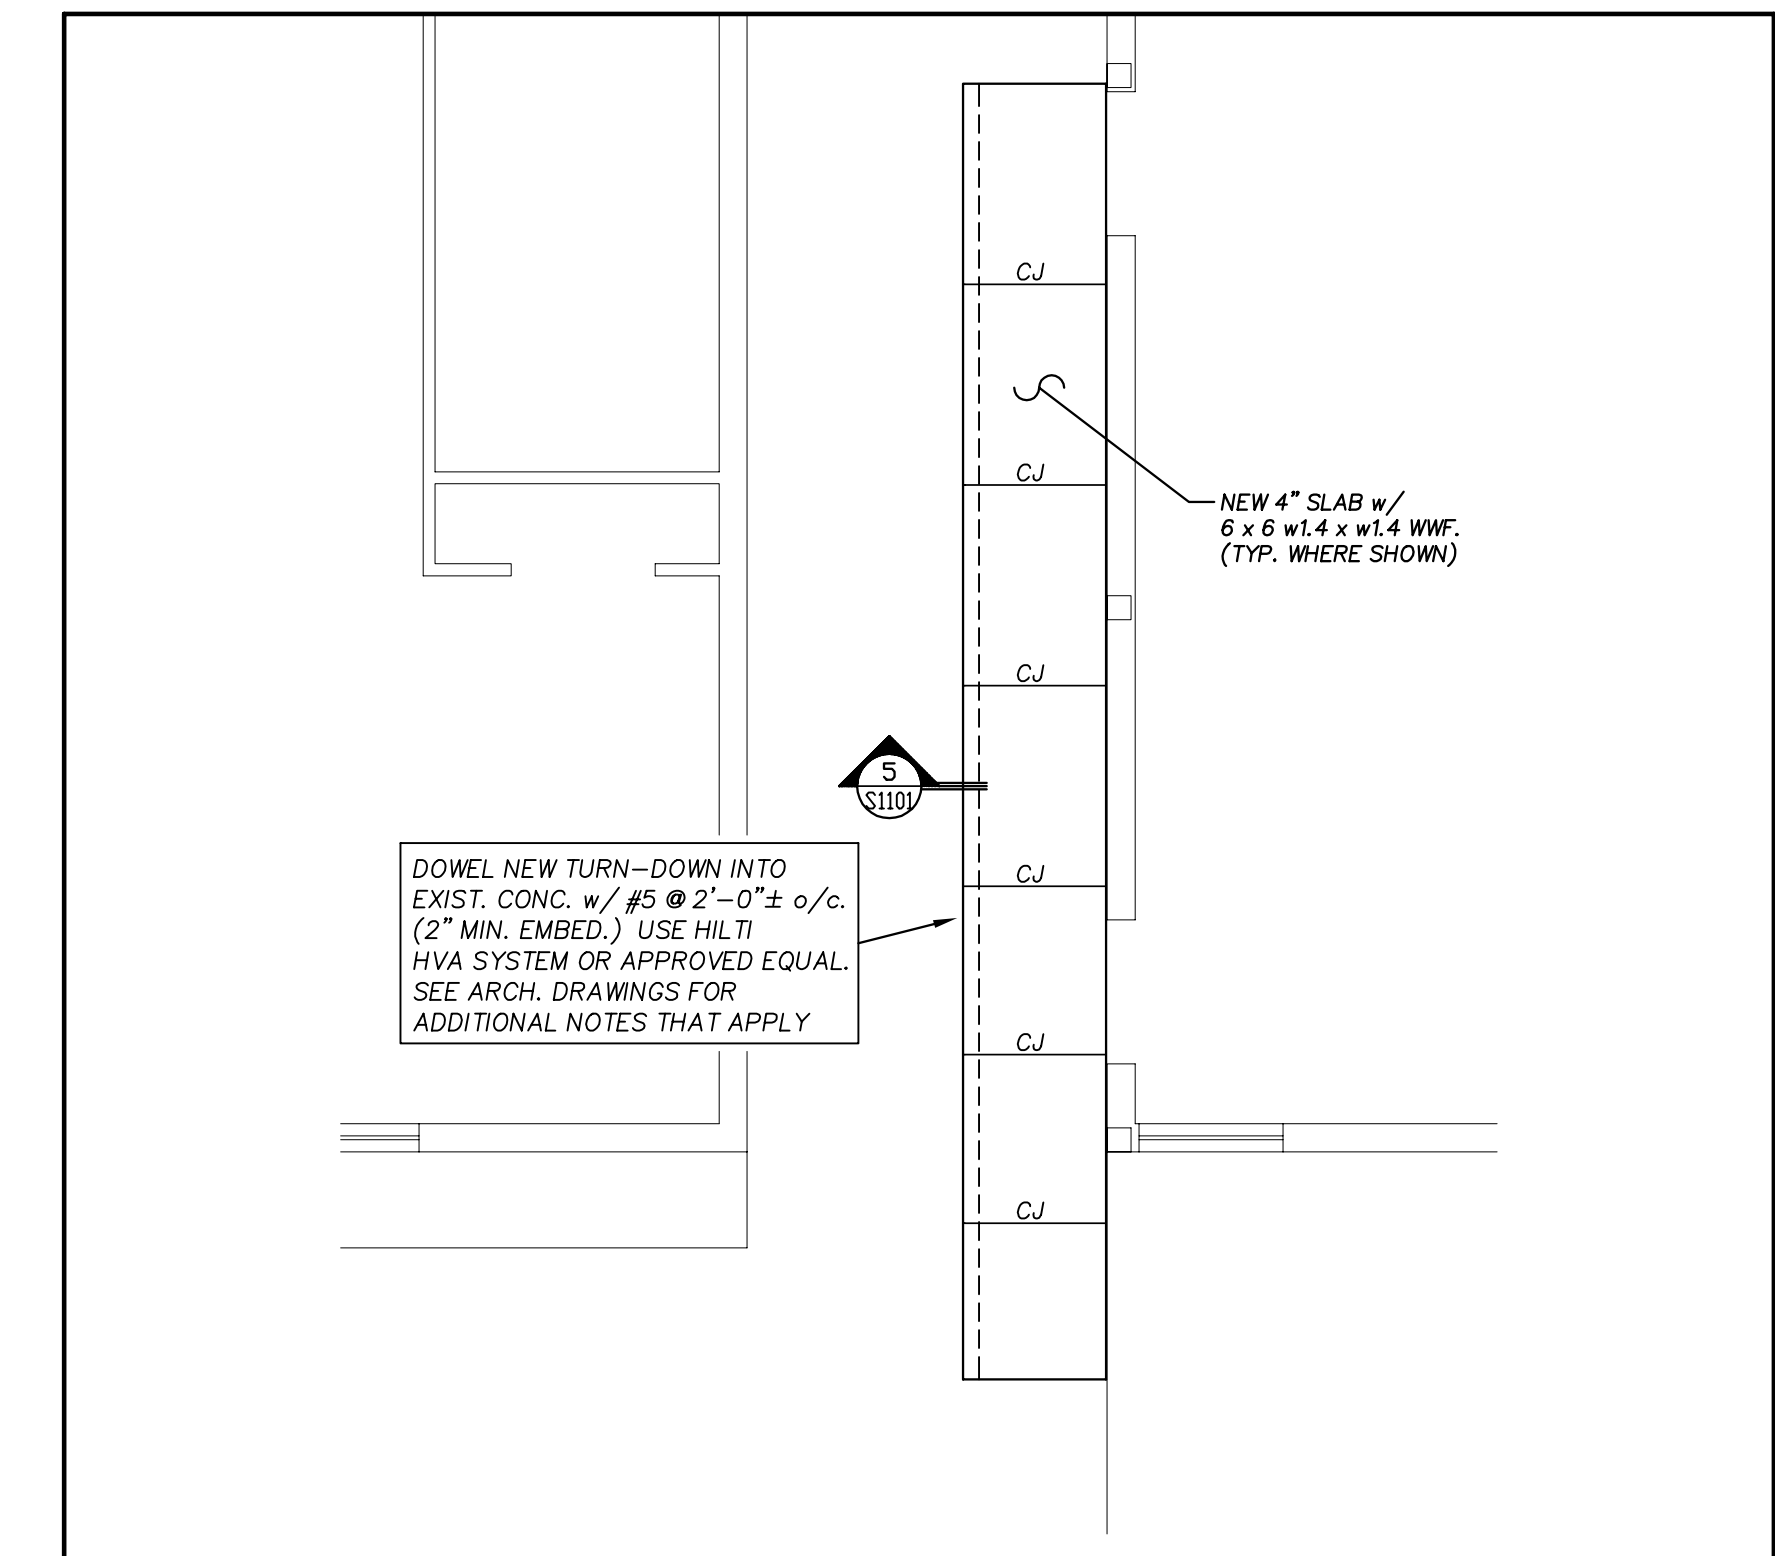 CJ
CJ
NEW 4" SLAB w/
6 x 6 w1.4 x w1.4 WWF.
(TYP. WHERE SHOWN)
CJ
5
S1101
DOWEL NEW TURN-DOWN INTO
EXIST. CONC. w/ #5 @ 2'-0"± o/c.
(2" MIN. EMBED.) USE HILTI
HVA SYSTEM OR APPROVED EQUAL.
SEE ARCH. DRAWINGS FOR
ADDITIONAL NOTES THAT APPLY
CJ
CJ
CJ